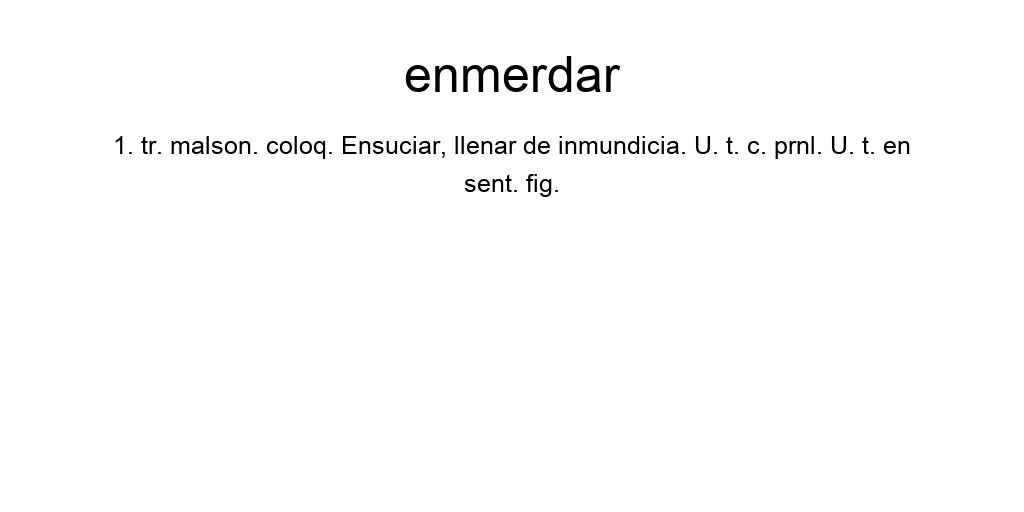 enmerdar
1. tr. malson. coloq. Ensuciar, llenar de inmundicia. U. t. c. prnl. U. t. en
sent. fig.